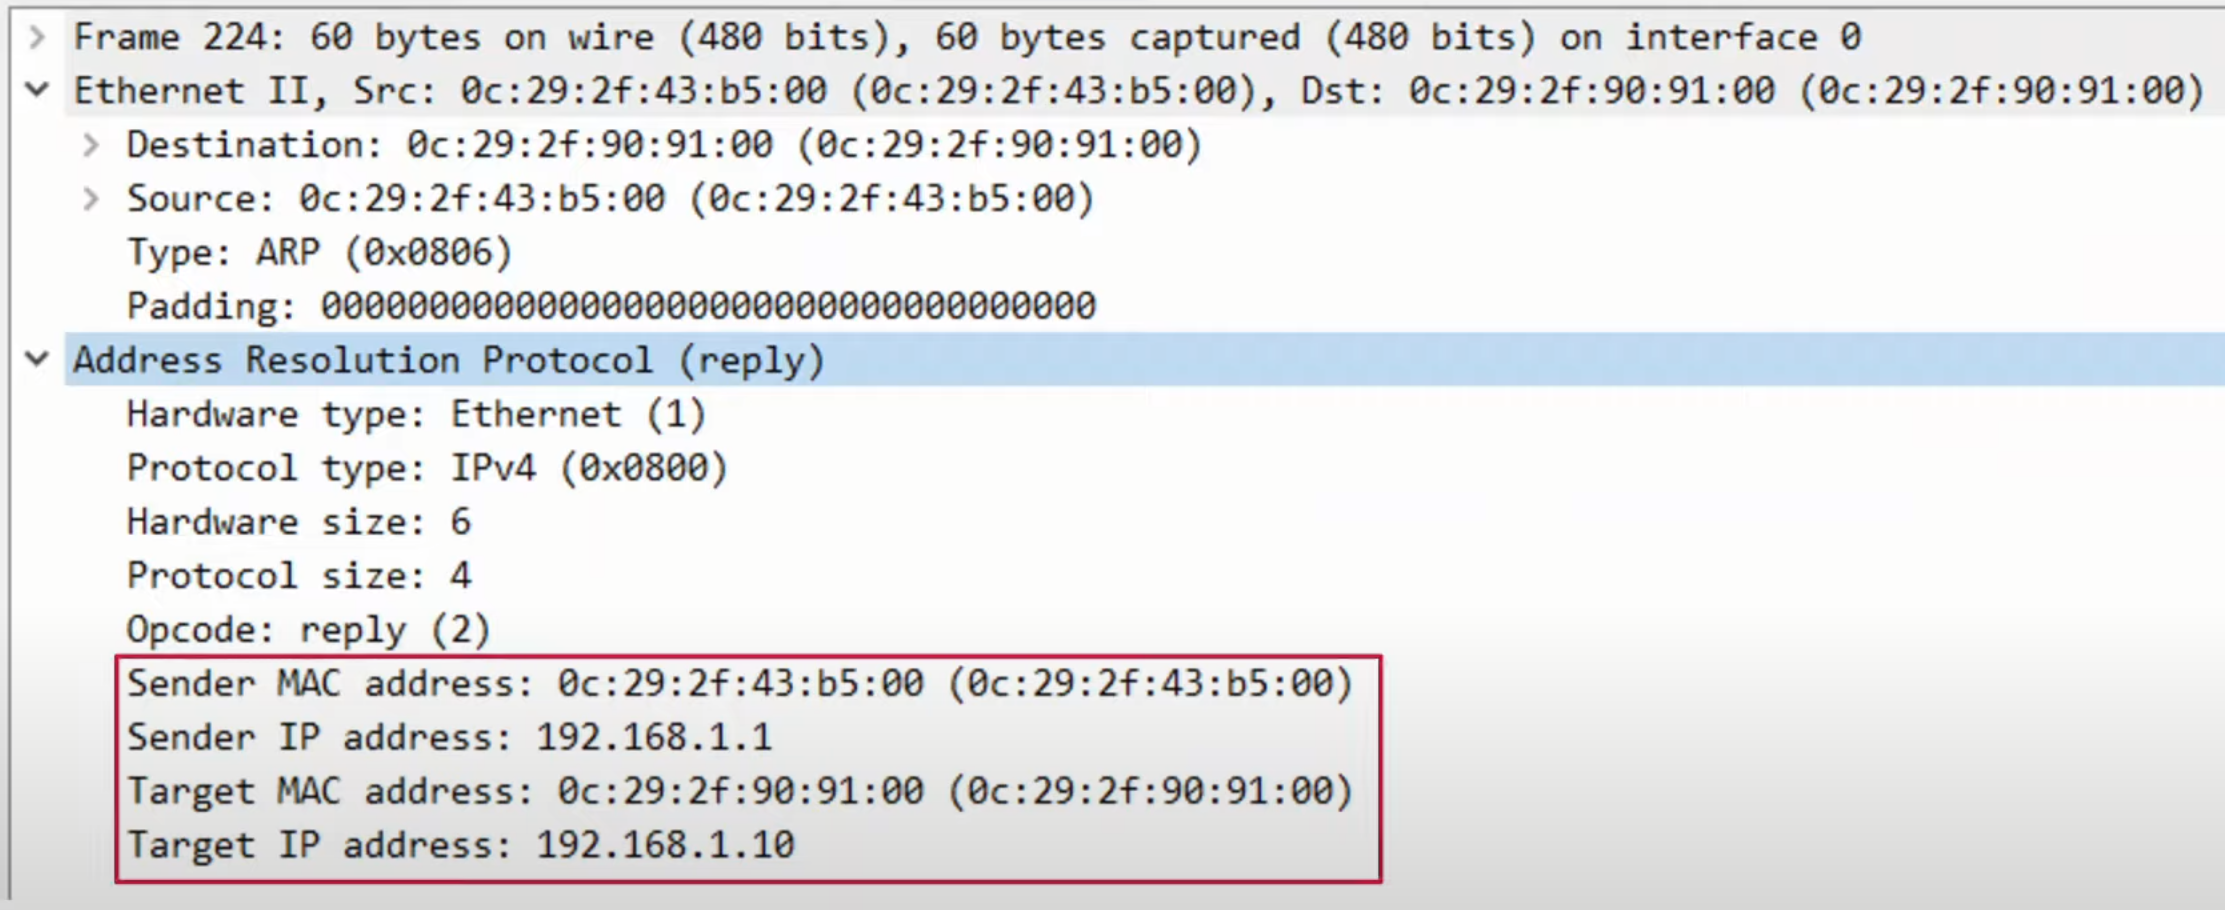 Frame 224: 60 bytes on wire (480 bits), 60 bytes captured (480 bits) on interface 0
Ethernet II, Src: 0c:29:2f:43:b5:00 (0c:29:2f:43:b5:00), Dst: 0c:29:2f:90:91:00 (0c:29:2f:90:91:00)
Destination: 0c:29:2f:90:91:00 (0c:29:2f:90:91:00)
Source: 0c:29:2f:43:b5:00 (0c:29:2f:43:b5:00)
Type: ARP (0x0806)
Padding: 000000000000000000000000000000000000
Address Resolution Protocol (reply)
Hardware type: Ethernet (1)
Protocol type: IPv4 (0x0800)
Hardware size: 6
Protocol size: 4
Opcode: reply (2)
Sender MAC address: 0c:29:2f:43:b5:00 (0c:29:2f:43:b5:00)
Sender IP address: 192.168.1.1
Target MAC address: 0c:29:2f:90:91:00 (0c:29:2f:90:91:00)
Target IP address: 192.168.1.10